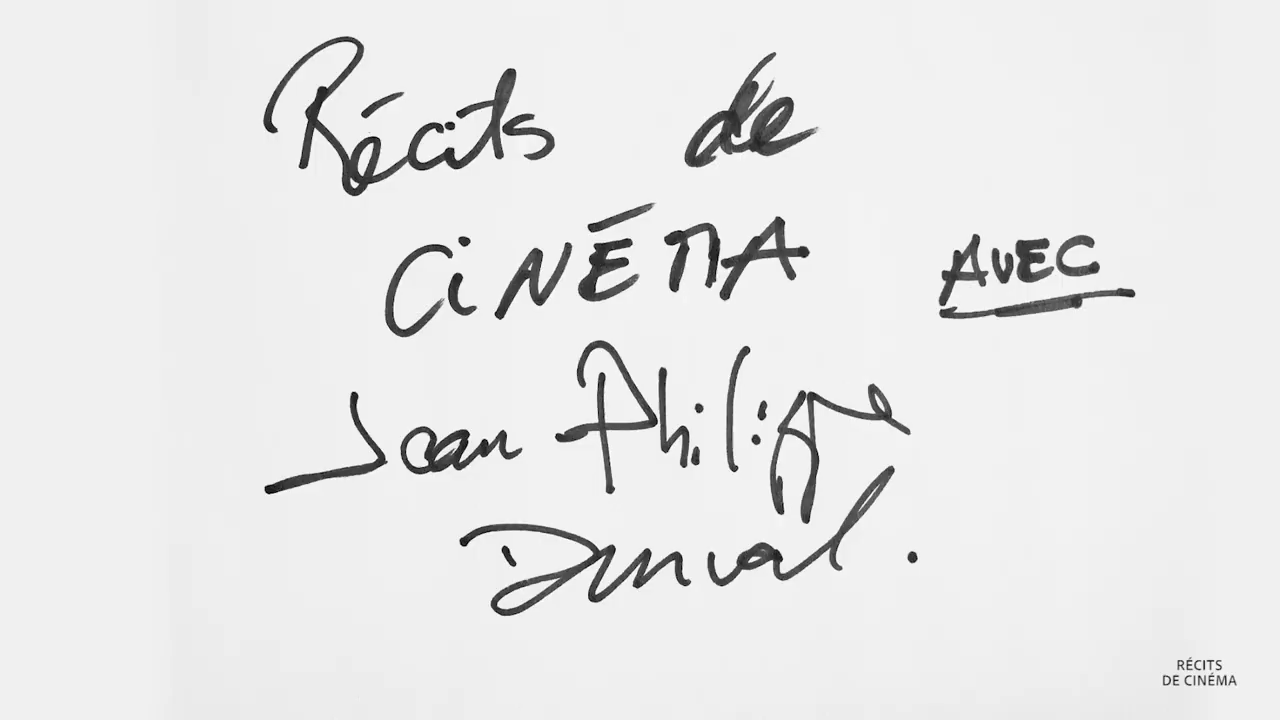 Récits de
CiNÉMA AVEC
Jean Philippe
Duval.
RÉCITS
DE CINÉMA